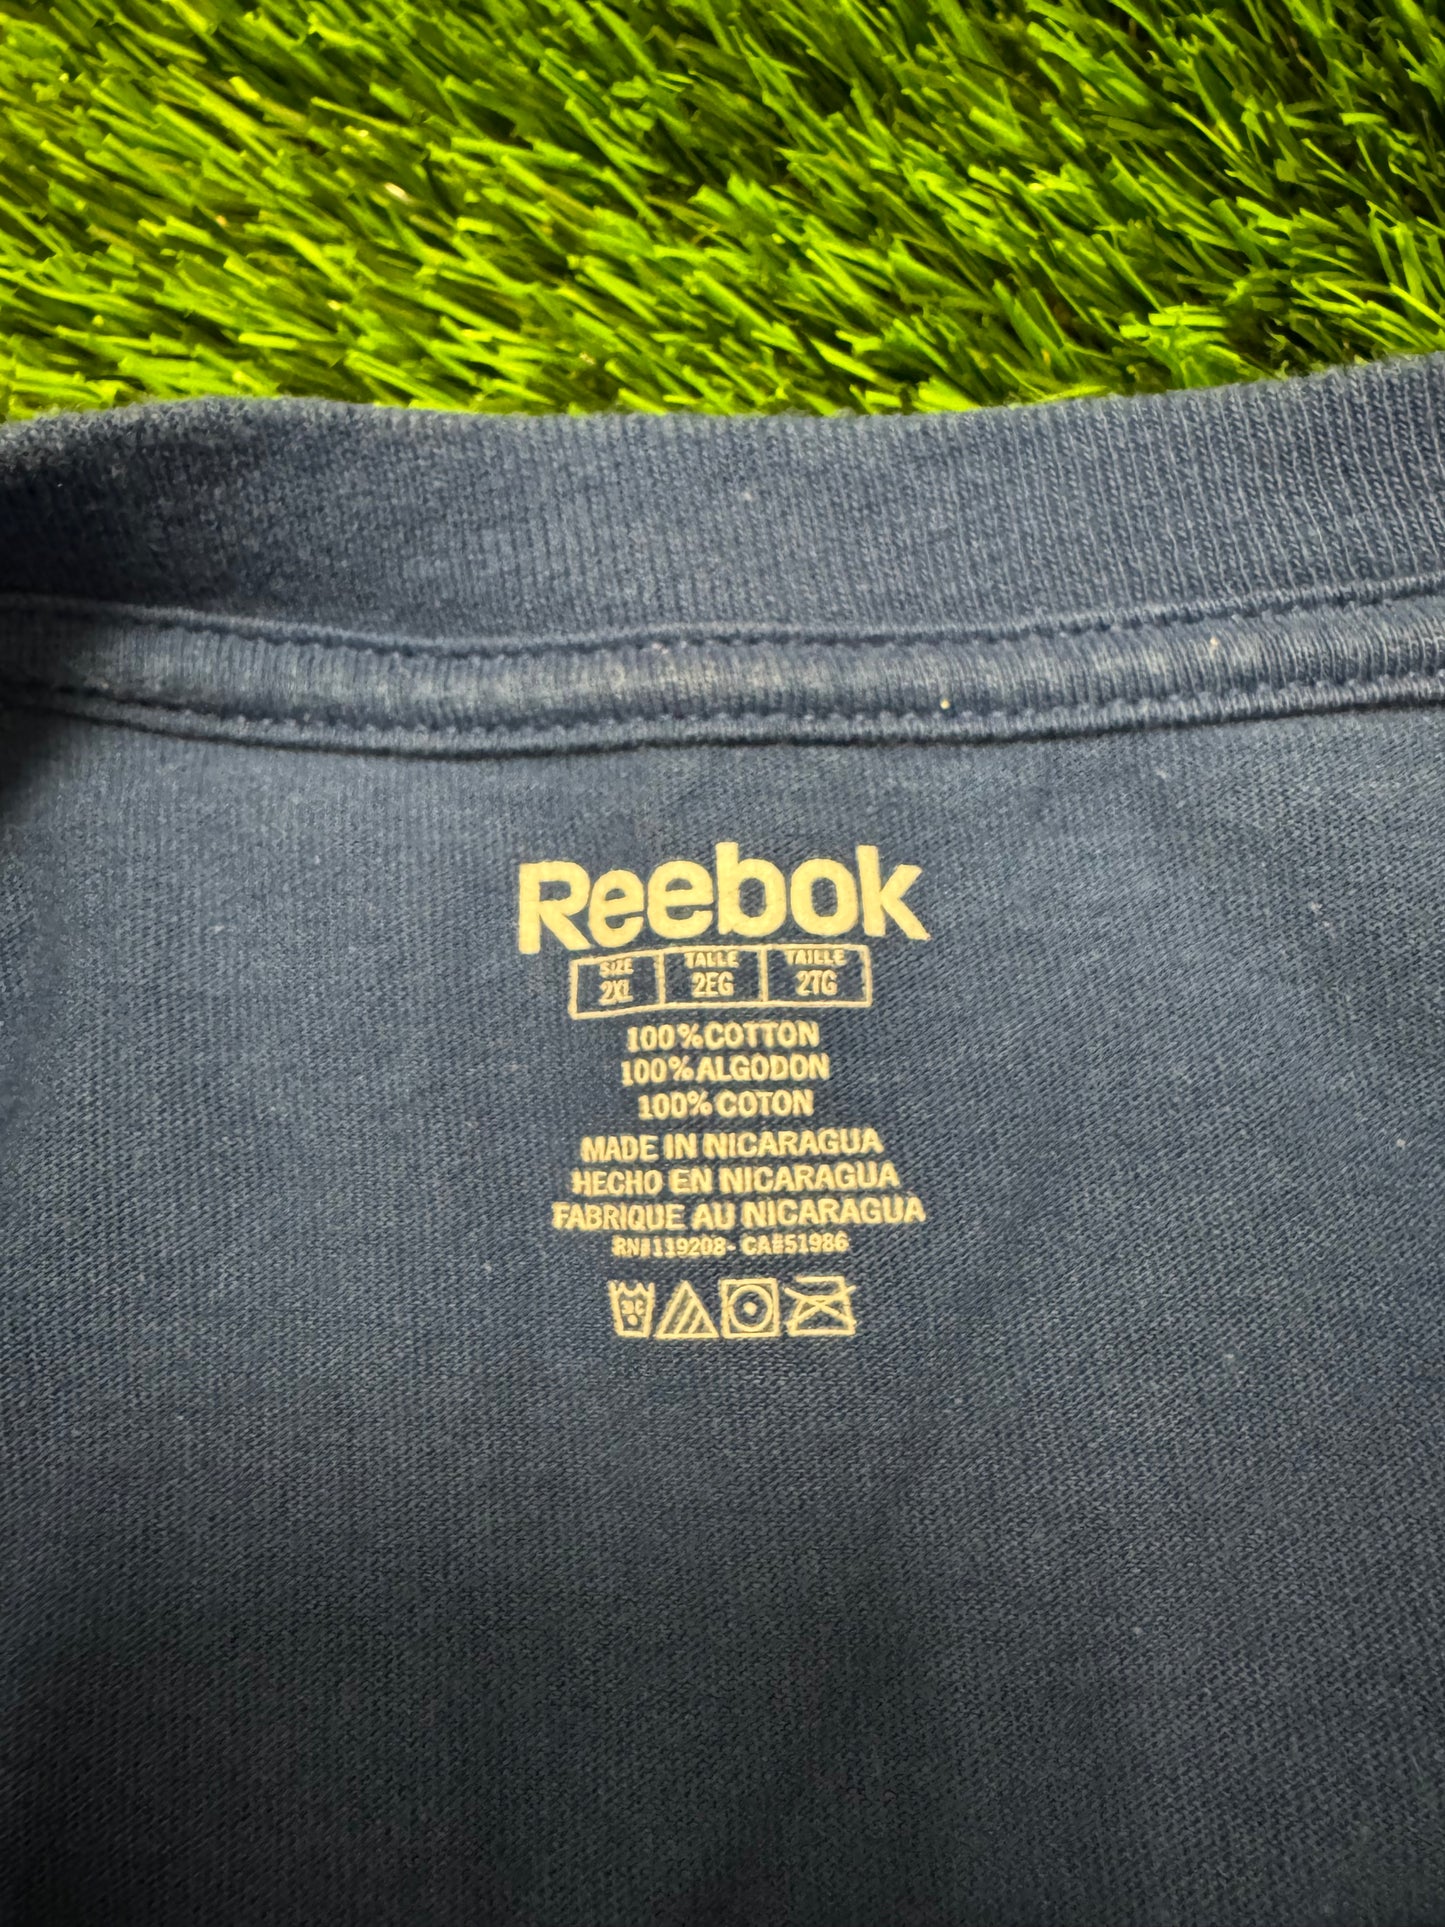 Reebok
SIZE TALLE TAILLE
2XL 2EG 2TG
100% COTTON
100% ALGODON
100% COTON
MADE IN NICARAGUA
HECHO EN NICARAGUA
FABRIQUE AU NICARAGUA
RN#119208- CA#51986